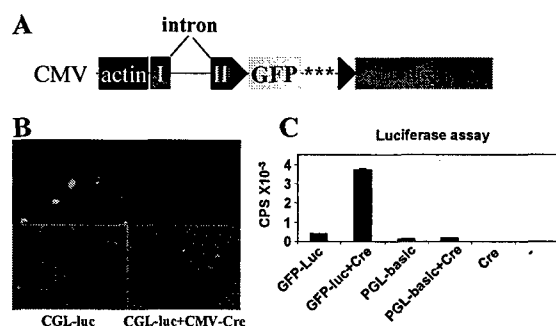 A
intron
CMV actin I II GFP ***
B
CGL-luc CGL-luc+CMV-Cre
C
Luciferase assay
CPS X10-3
4
3
2
1
0
GFP-Luc GFP-luc+Cre PGL-basic PGL-basic+Cre Cre -